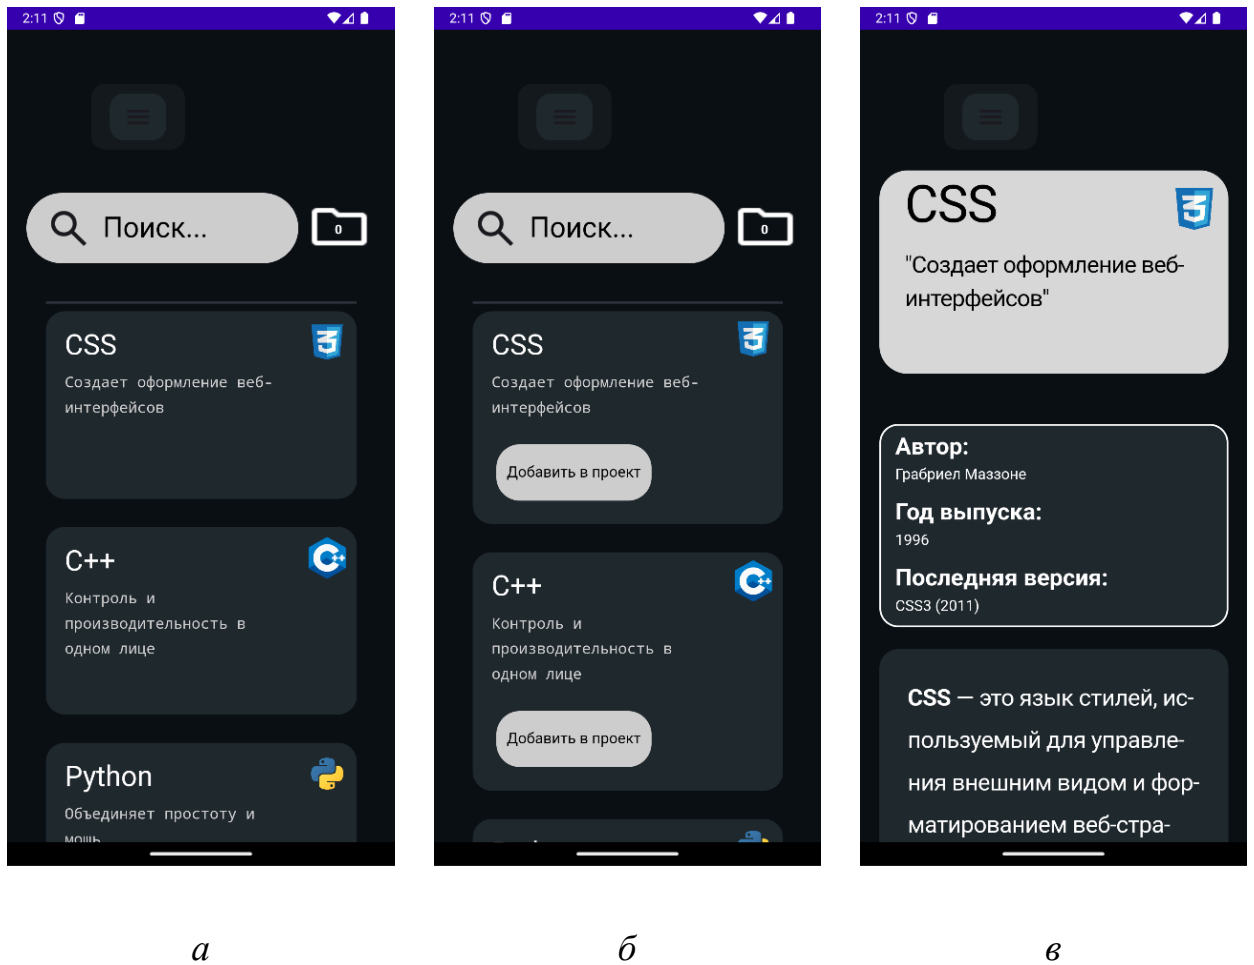 2:11
Поиск...
0
CSS
Создает оформление веб-
интерфейсов
C++
Контроль и
производительность в
одном лице
Python
Объединяет простоту и
мощь
2:11
Поиск...
0
CSS
Создает оформление веб-
интерфейсов
Добавить в проект
C++
Контроль и
производительность в
одном лице
Добавить в проект
2:11
CSS
"Создает оформление веб-
интерфейсов"
Автор:
Грабриел Маззоне
Год выпуска:
1996
Последняя версия:
CSS3 (2011)
CSS — это язык стилей, ис-
пользуемый для управле-
ния внешним видом и фор-
матированием веб-стра-
а
б
в